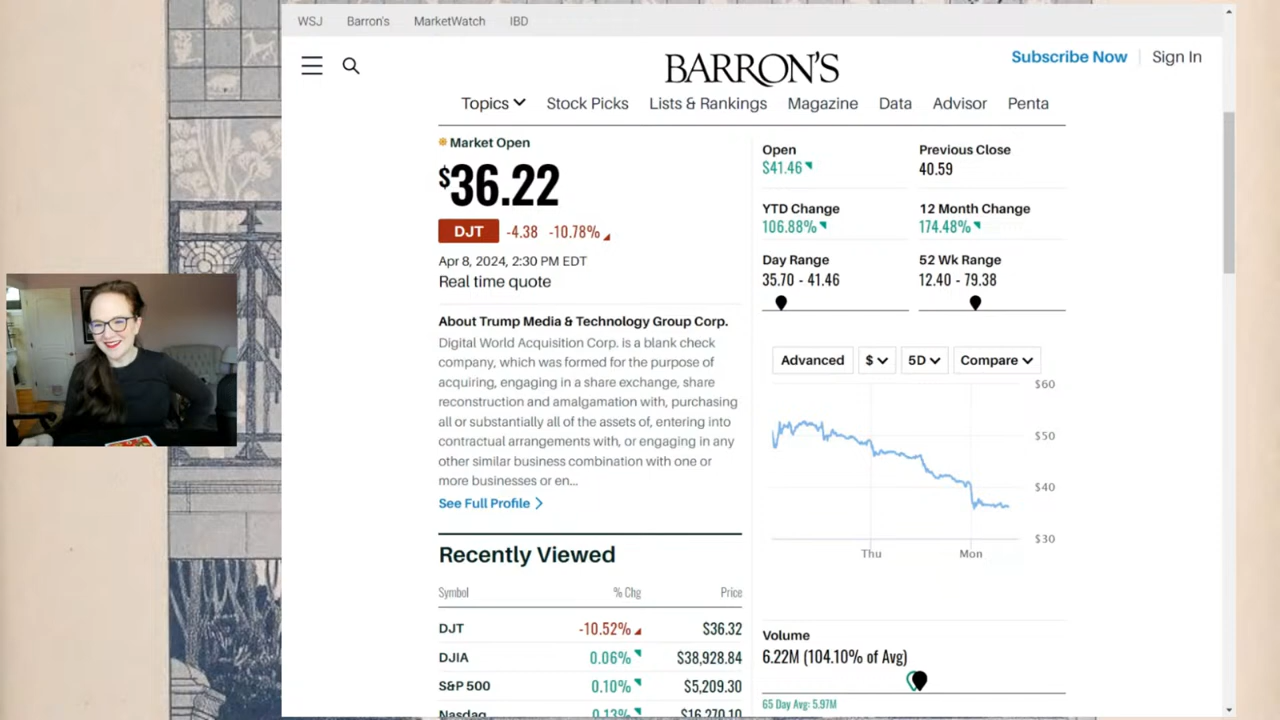 WSJ Barron's MarketWatch IBD
BARRON'S
Subscribe Now Sign In
Topics Stock Picks Lists & Rankings Magazine Data Advisor Penta
Market Open
$36.22
DJT -4.38 -10.78%
Apr 8, 2024, 2:30 PM EDT
Real time quote
About Trump Media & Technology Group Corp.
Digital World Acquisition Corp. is a blank check
company, which was formed for the purpose of
acquiring, engaging in a share exchange, share
reconstruction and amalgamation with, purchasing
all or substantially all of the assets of, entering into
contractual arrangements with, or engaging in any
other similar business combination with one or
more businesses or en...
See Full Profile
Recently Viewed
Symbol % Chg Price
DJT -10.52% $36.32
DJIA 0.06% $38,928.84
S&P 500 0.10% $5,209.30
Nasdaq 0.13% $16,270.10
Open Previous Close
$41.46 40.59
YTD Change 12 Month Change
106.88% 174.48%
Day Range 52 Wk Range
35.70 - 41.46 12.40 - 79.38
Advanced $ 5D Compare
$60
$50
$40
$30
Thu Mon
Volume
6.22M (104.10% of Avg)
65 Day Avg: 5.97M